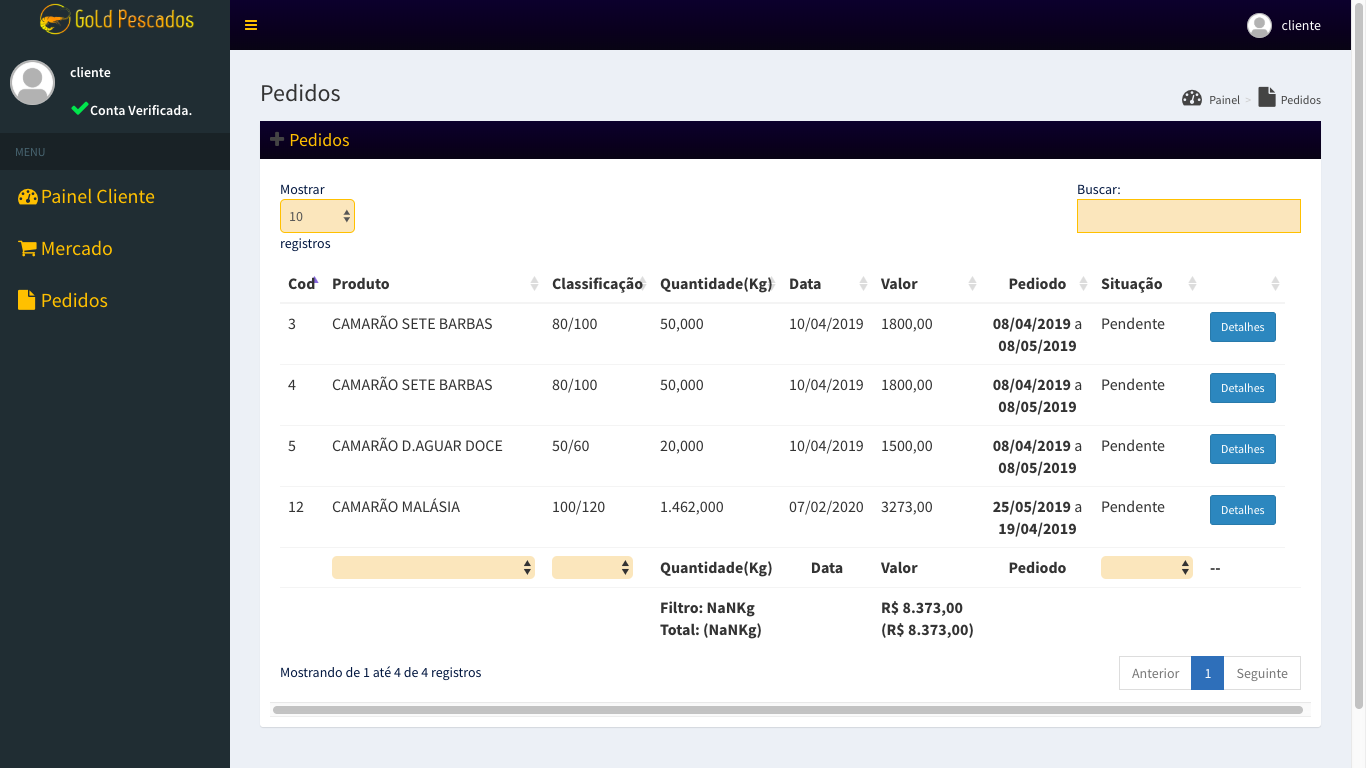 GoLd Pescados
cliente
cliente
Conta Verificada.
MENU
Painel Cliente
Mercado
Pedidos
Pedidos
Painel > Pedidos
Pedidos
Mostrar
10
registros
Buscar:
Cod Produto Classificação Quantidade(Kg) Data Valor Pediodo Situação
3 CAMARÃO SETE BARBAS 80/100 50,000 10/04/2019 1800,00 08/04/2019 a Pendente Detalhes
08/05/2019
4 CAMARÃO SETE BARBAS 80/100 50,000 10/04/2019 1800,00 08/04/2019 a Pendente Detalhes
08/05/2019
5 CAMARÃO D.AGUAR DOCE 50/60 20,000 10/04/2019 1500,00 08/04/2019 a Pendente Detalhes
08/05/2019
12 CAMARÃO MALÁSIA 100/120 1.462,000 07/02/2020 3273,00 25/05/2019 a Pendente Detalhes
19/04/2019
Quantidade(Kg) Data Valor Pediodo --
Filtro: NaNKg R$ 8.373,00
Total: (NaNKg) (R$ 8.373,00)
Mostrando de 1 até 4 de 4 registros
Anterior 1 Seguinte